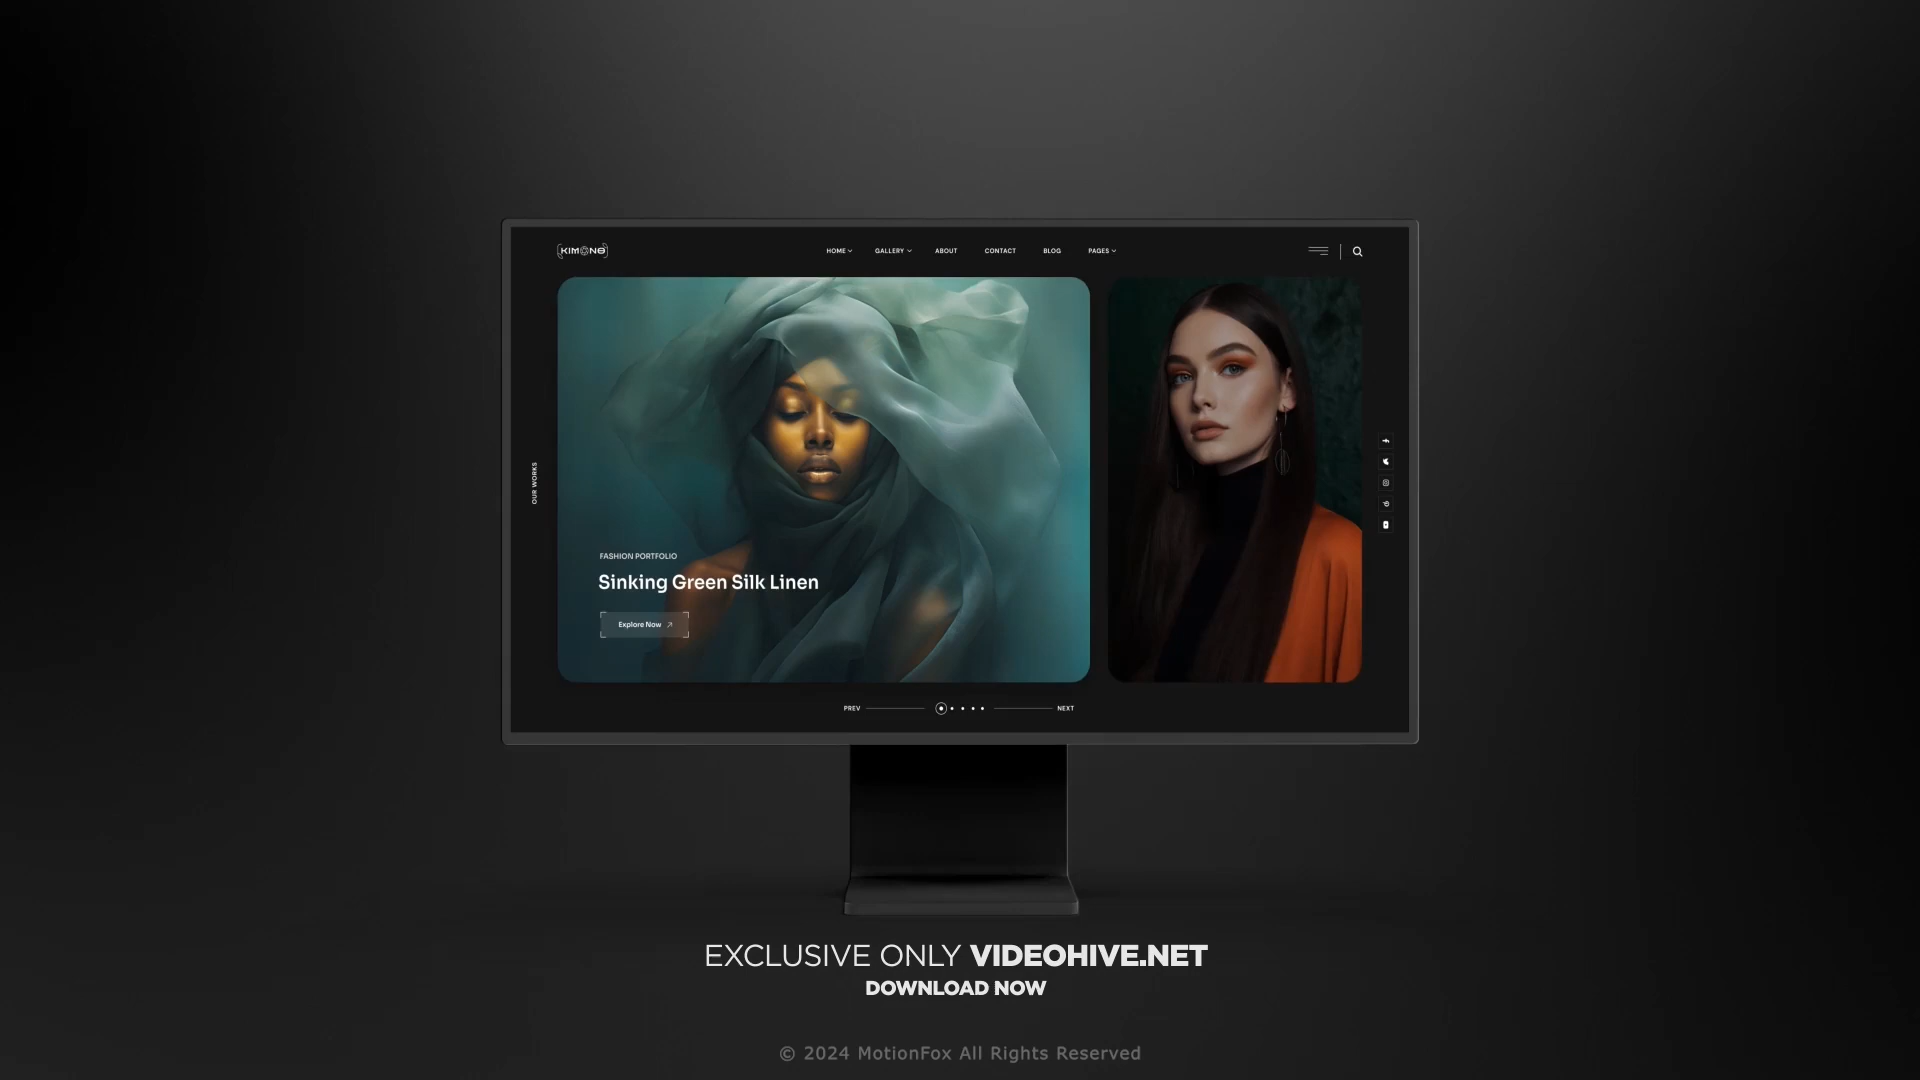 KIMONO
HOME GALLERY ABOUT CONTACT BLOG PAGES
OUR WORKS
FASHION PORTFOLIO
Sinking Green Silk Linen
Explore Now
PREV NEXT
EXCLUSIVE ONLY VIDEOHIVE.NET
DOWNLOAD NOW
© 2024 MotionFox All Rights Reserved